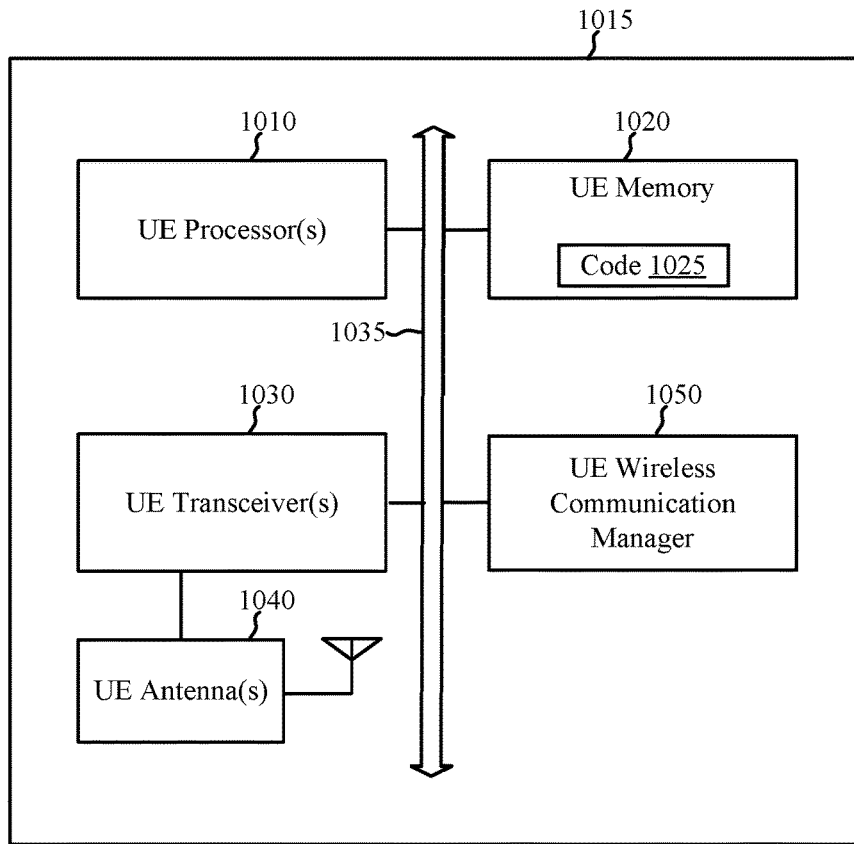 1015
1010
1020
UE Processor(s)
UE Memory
Code 1025
1035
1030
1050
UE Transceiver(s)
UE Wireless
Communication
Manager
1040
UE Antenna(s)